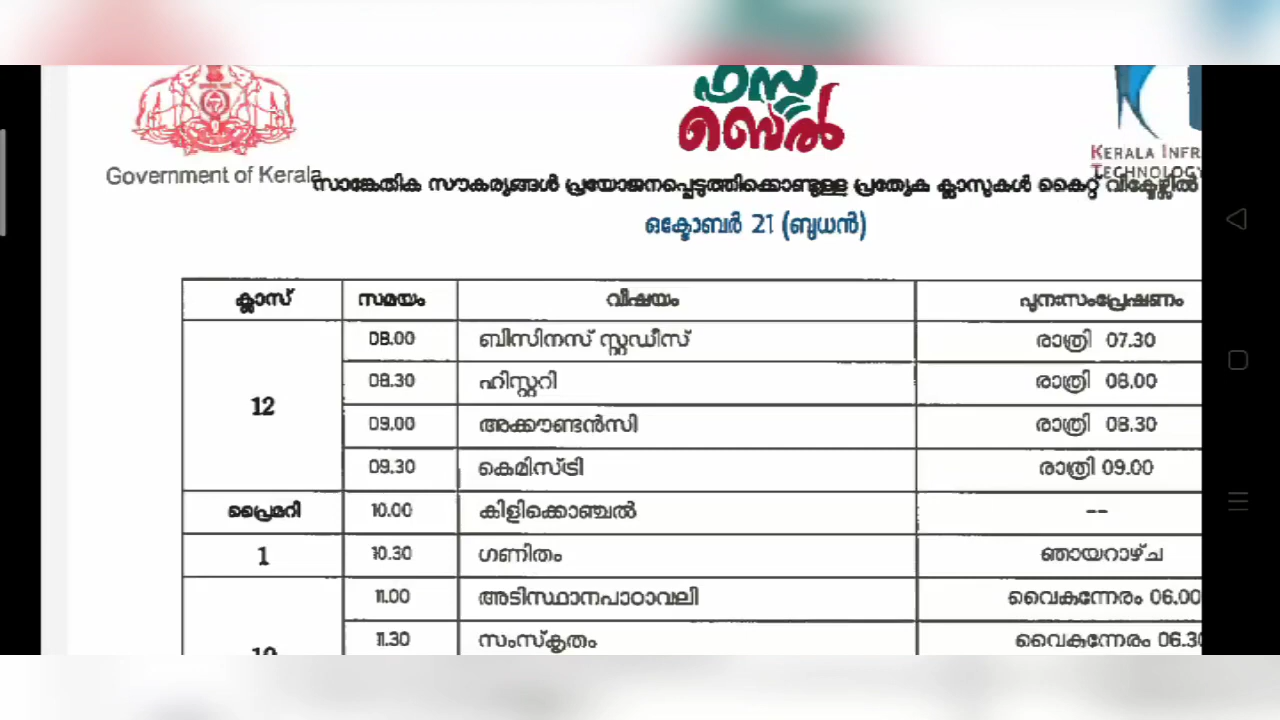 ഫസ്റ്റ്
ബെൽ
Government of Kerala
KERALA INFR
TECHNOLOGY
സാങ്കേതിക സൗകര്യങ്ങൾ പ്രയോജനപ്പെടുത്തിക്കൊണ്ടുള്ള പ്രത്യേക ക്ലാസുകൾ കൈറ്റ് വിക്ടേഴ്സിൽ
ഒക്ടോബർ 21 (ബുധൻ)
ക്ലാസ് സമയം വിഷയം പുനഃസംപ്രേഷണം
12
08.00 ബിസിനസ് സ്റ്റഡീസ് രാത്രി 07.30
08.30 ഹിസ്റ്ററി രാത്രി 08.00
09.00 അക്കൗണ്ടൻസി രാത്രി 08.30
09.30 കെമിസ്ട്രി രാത്രി 09.00
പ്രൈമറി 10.00 കിളിക്കൊഞ്ചൽ --
1 10.30 ഗണിതം ഞായറാഴ്ച
11.00 അടിസ്ഥാനപാഠാവലി വൈകുന്നേരം 06.00
11.30 സംസ്കൃതം വൈകുന്നേരം 06.30